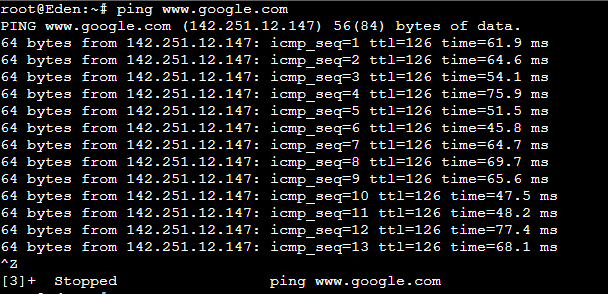 root@Eden:~# ping www.google.com
PING www.google.com (142.251.12.147) 56(84) bytes of data.
64 bytes from 142.251.12.147: icmp_seq=1 ttl=126 time=61.9 ms
64 bytes from 142.251.12.147: icmp_seq=2 ttl=126 time=64.6 ms
64 bytes from 142.251.12.147: icmp_seq=3 ttl=126 time=54.1 ms
64 bytes from 142.251.12.147: icmp_seq=4 ttl=126 time=75.9 ms
64 bytes from 142.251.12.147: icmp_seq=5 ttl=126 time=51.5 ms
64 bytes from 142.251.12.147: icmp_seq=6 ttl=126 time=45.8 ms
64 bytes from 142.251.12.147: icmp_seq=7 ttl=126 time=64.7 ms
64 bytes from 142.251.12.147: icmp_seq=8 ttl=126 time=69.7 ms
64 bytes from 142.251.12.147: icmp_seq=9 ttl=126 time=65.6 ms
64 bytes from 142.251.12.147: icmp_seq=10 ttl=126 time=47.5 ms
64 bytes from 142.251.12.147: icmp_seq=11 ttl=126 time=48.2 ms
64 bytes from 142.251.12.147: icmp_seq=12 ttl=126 time=77.4 ms
64 bytes from 142.251.12.147: icmp_seq=13 ttl=126 time=68.1 ms
^Z
[3]+  Stopped                 ping www.google.com